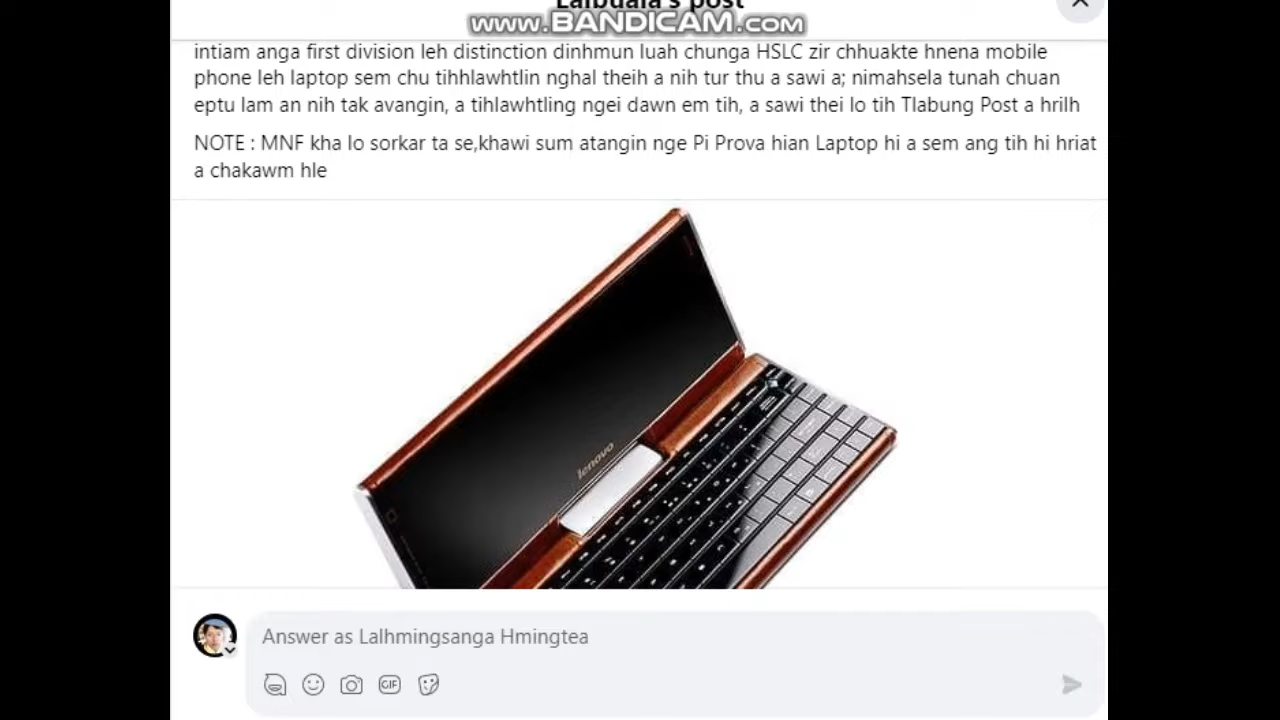 Lalbuaia's post
www.BANDICAM.com
intiam anga first division leh distinction dinhmun luah chunga HSLC zir chhuakte hnena mobile
phone leh laptop sem chu tihhlawhtlin nghal theih a nih tur thu a sawi a; nimahsela tunah chuan
eptu lam an nih tak avangin, a tihlawhtling ngei dawn em tih, a sawi thei lo tih Tlabung Post a hrilh
NOTE : MNF kha lo sorkar ta se,khawi sum atangin nge Pi Prova hian Laptop hi a sem ang tih hi hriat
a chakawm hle
lenovo
Answer as Lalhmingsanga Hmingtea
GIF